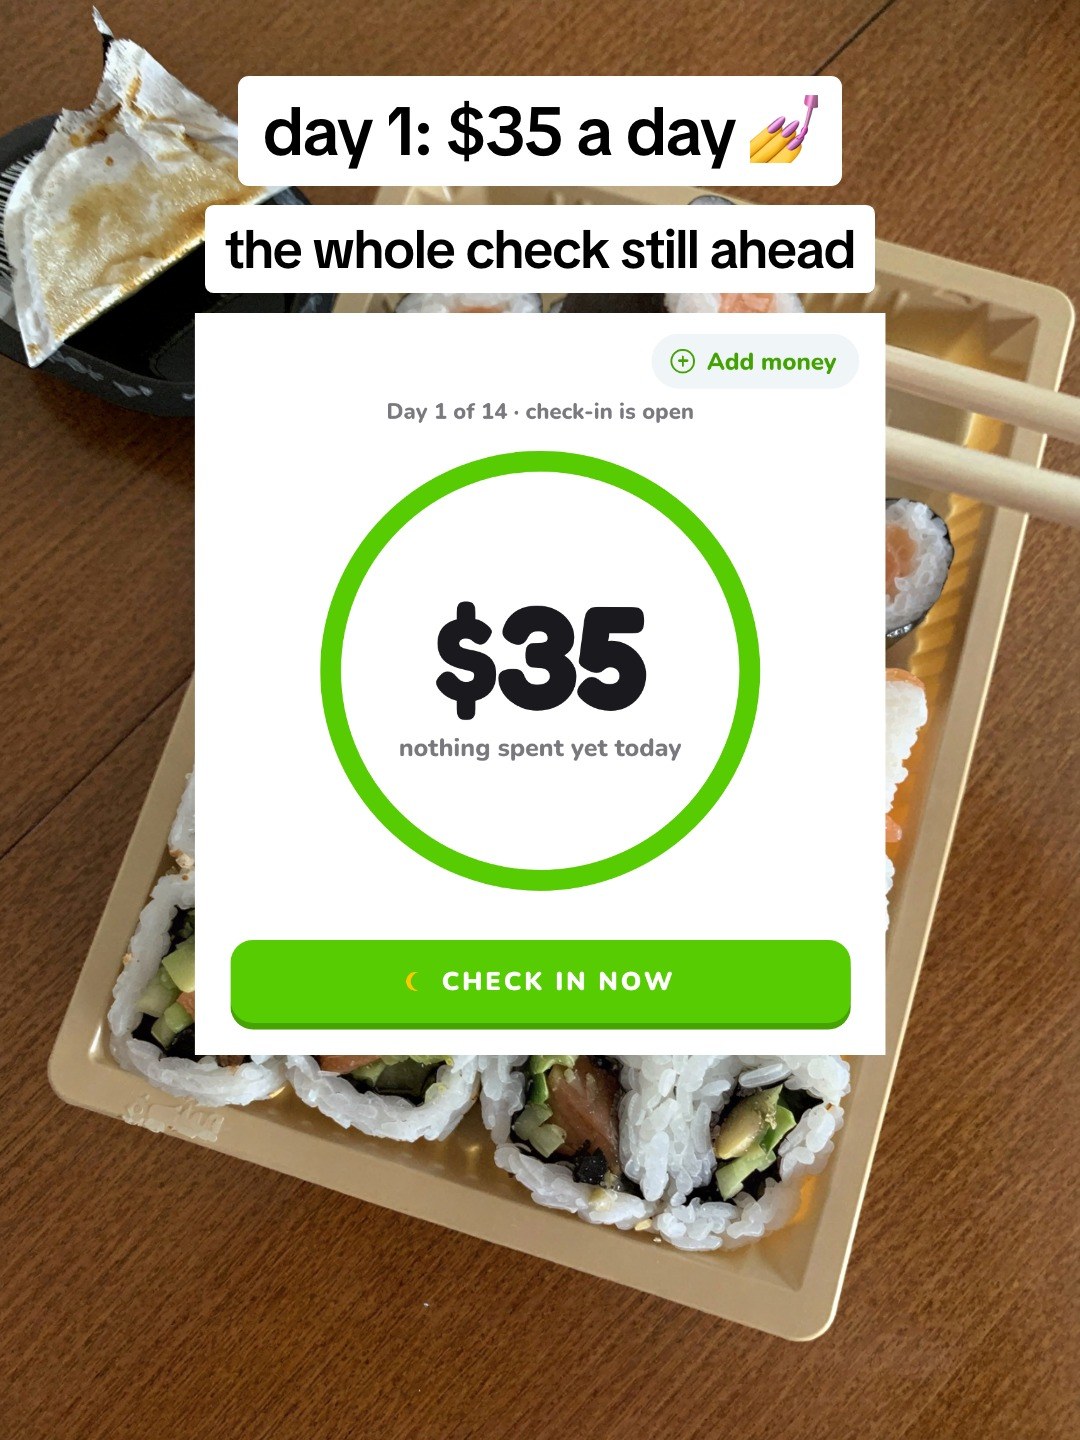 day 1: $35 a day 💅
the whole check still ahead
Add money
Day 1 of 14 · check-in is open
$35
nothing spent yet today
CHECK IN NOW